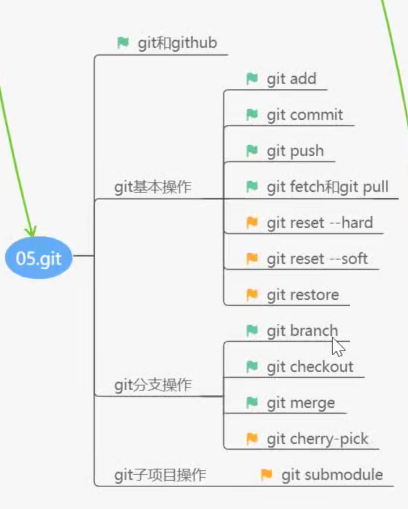 git和github
git add
git commit
git push
git基本操作
git fetch和git pull
git reset --hard
05.git
git reset --soft
git restore
git branch
git checkout
git分支操作
git merge
git cherry-pick
git子项目操作
git submodule